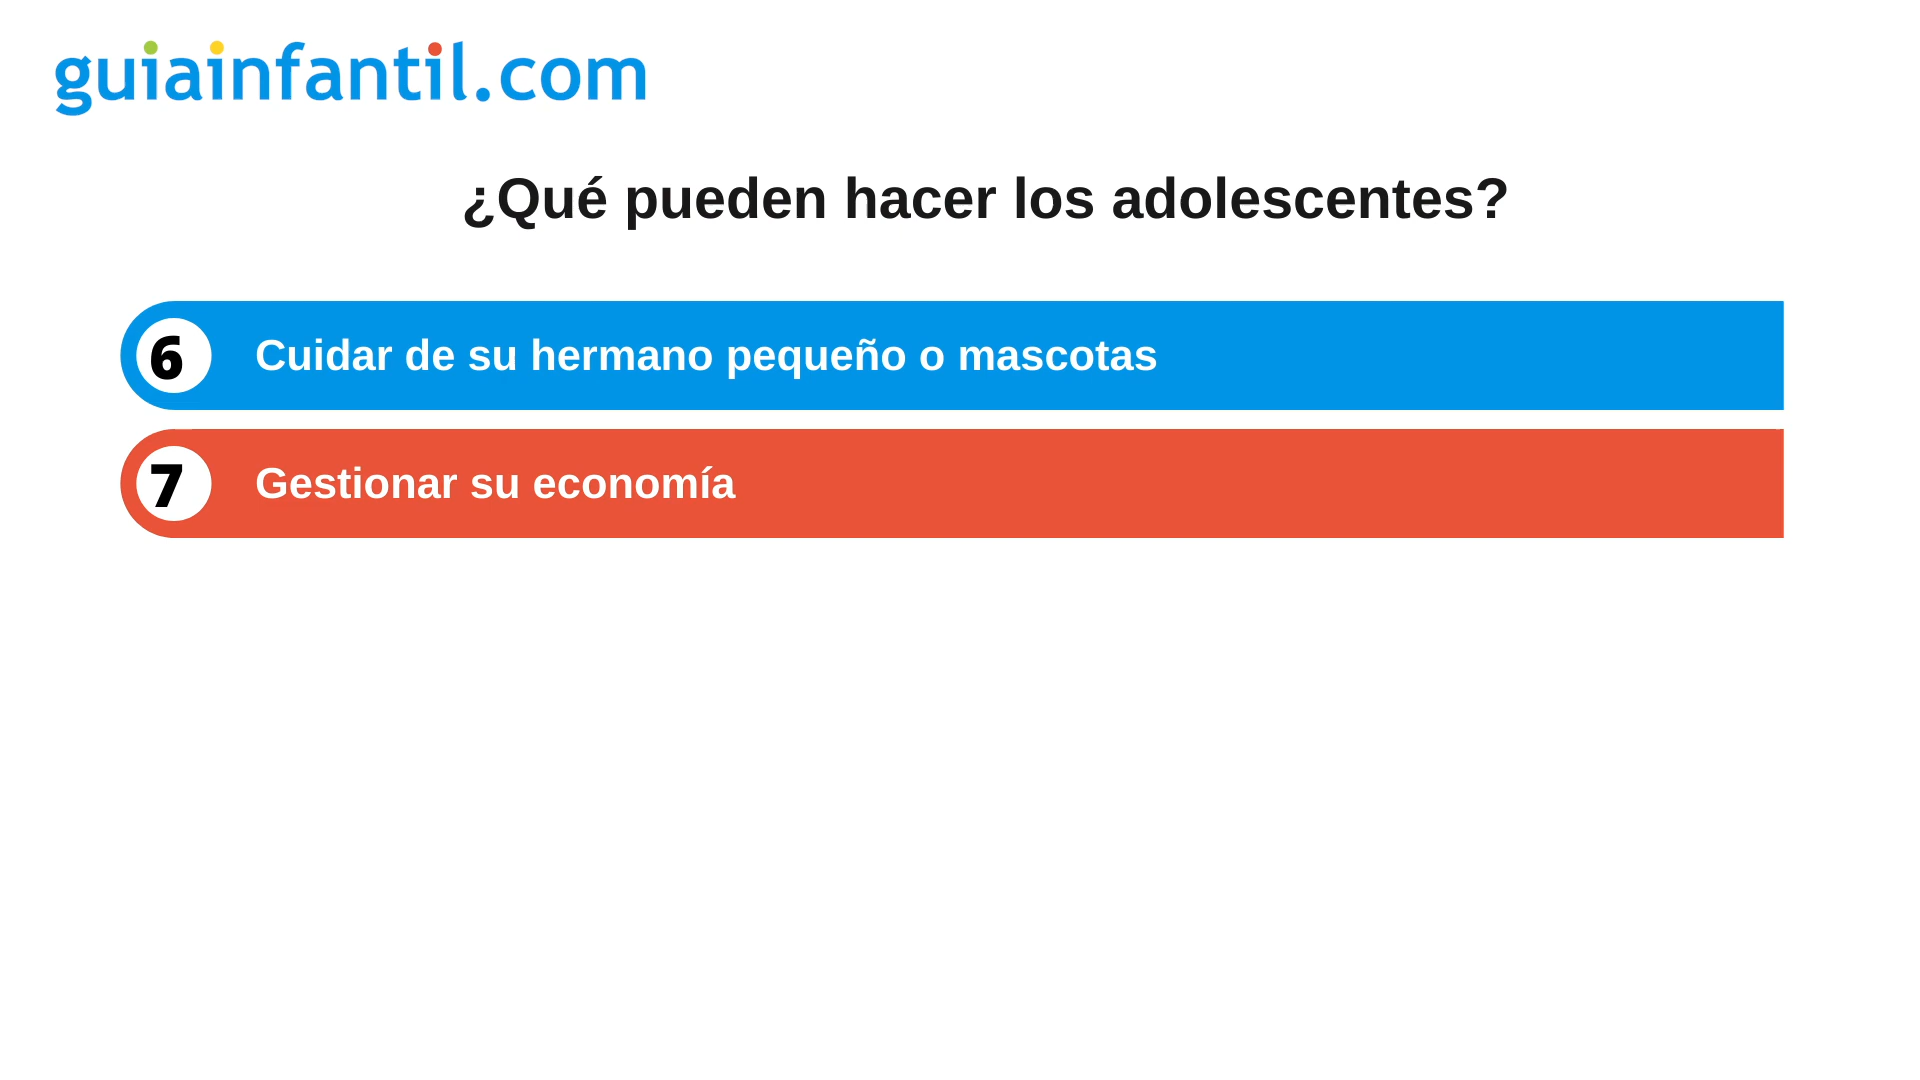 guiainfantil.com
¿Qué pueden hacer los adolescentes?
6 Cuidar de su hermano pequeño o mascotas
7 Gestionar su economía